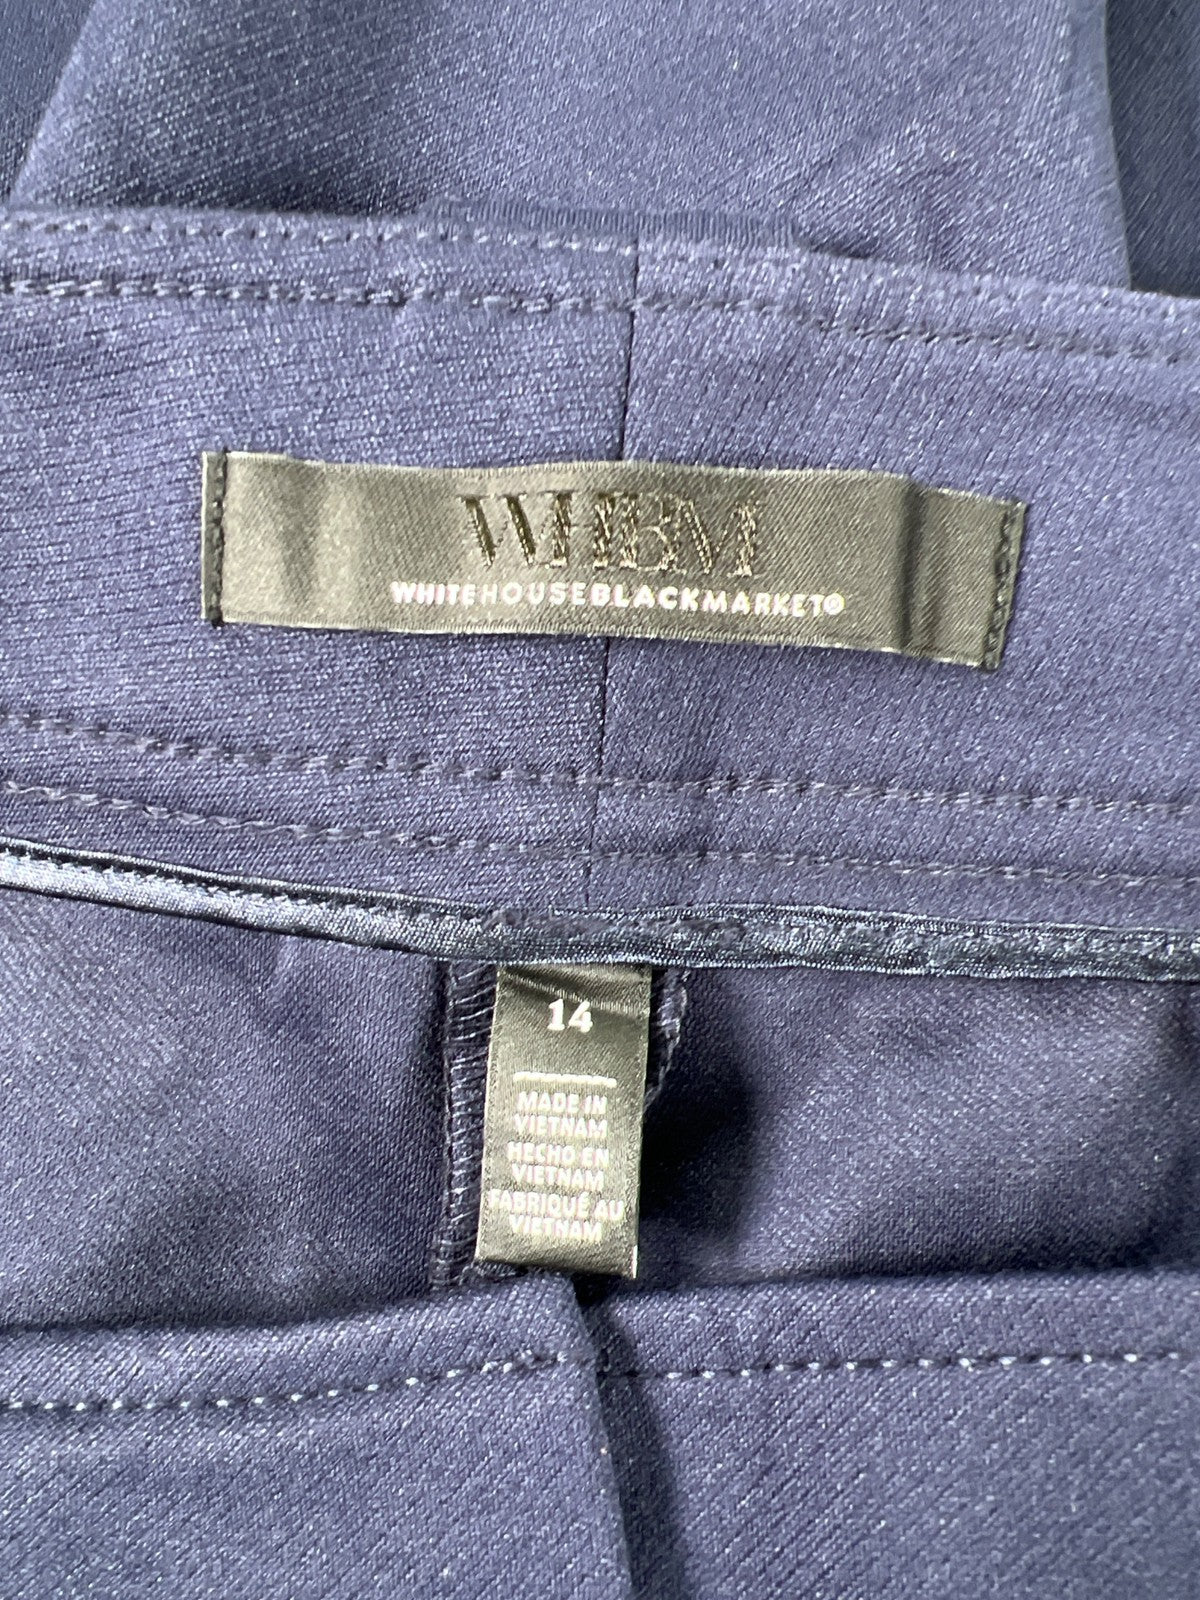 WHBM
WHITEHOUSEBLACKMARKET®
14
MADE IN
VIETNAM
HECHO EN
VIETNAM
FABRIQUÉ AU
VIETNAM